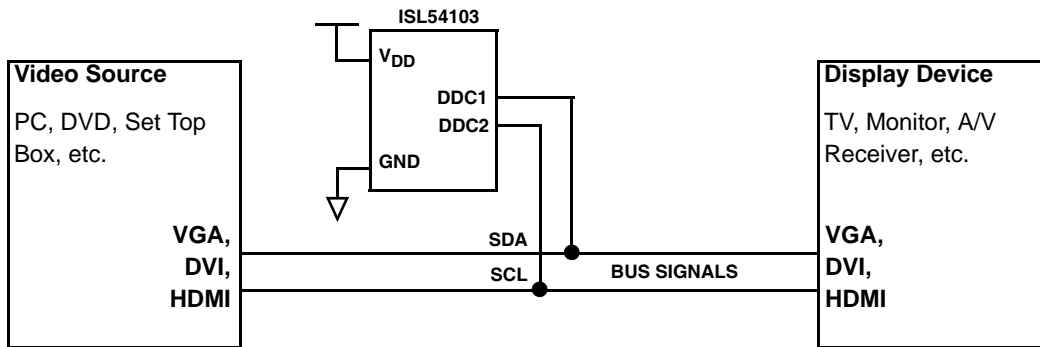 ISL54103
VDD
DDC1
DDC2
GND
Video Source
PC, DVD, Set Top
Box, etc.
VGA,
DVI,
HDMI
SDA
SCL
BUS SIGNALS
Display Device
TV, Monitor, A/V
Receiver, etc.
VGA,
DVI,
HDMI